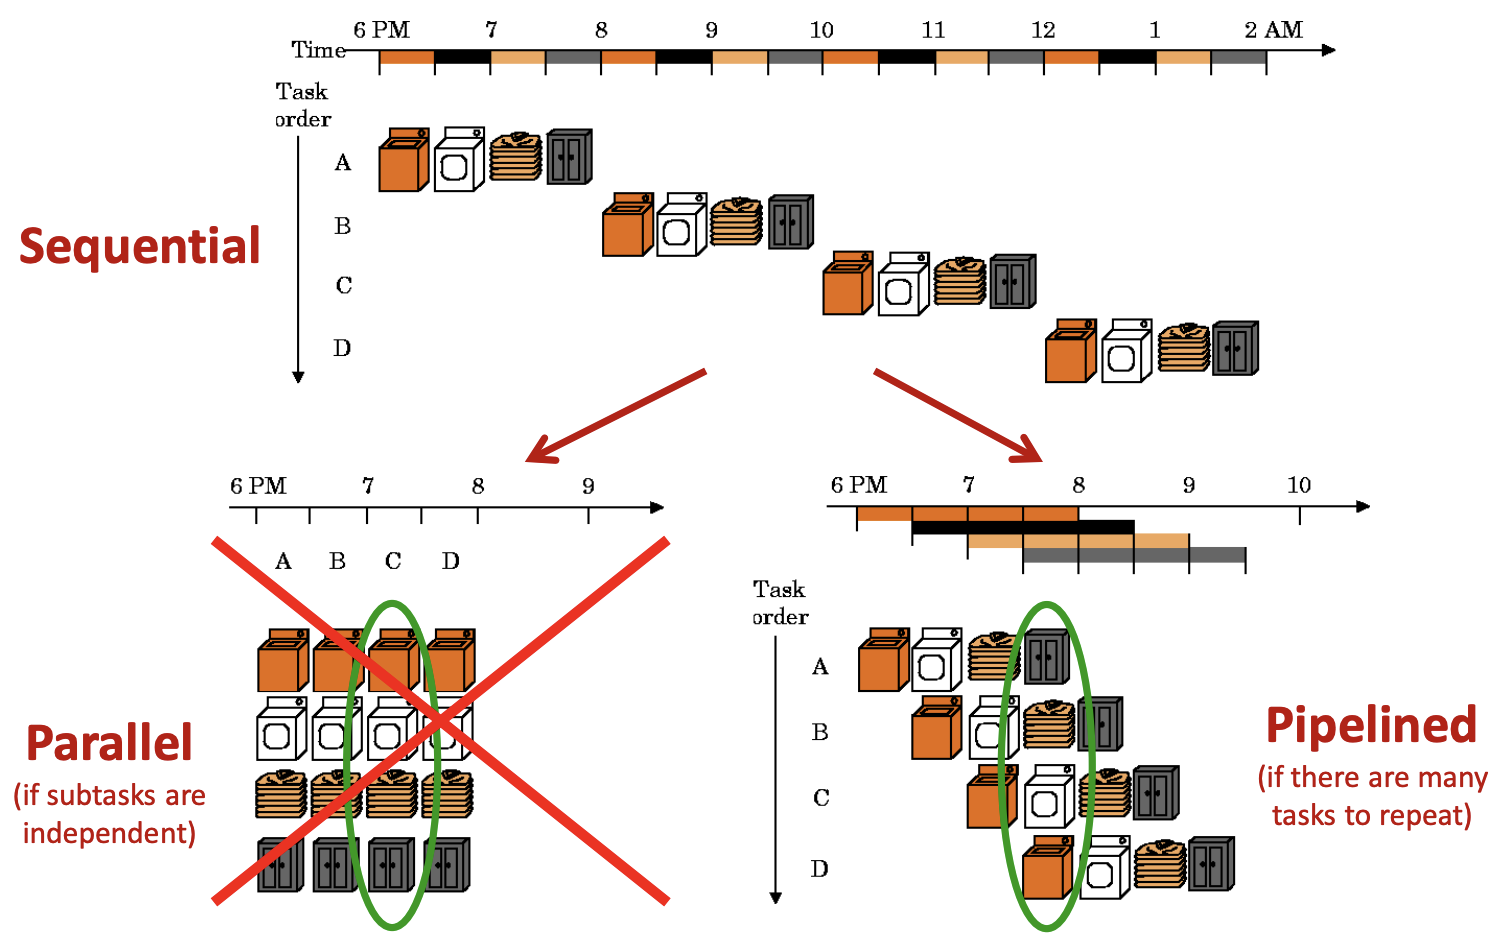 6 PM 7 8 9 10 11 12 1 2 AM
Time
Task
order
A
B
C
D
Sequential
6 PM 7 8 9
A B C D
Parallel
(if subtasks are
independent)
6 PM 7 8 9 10
Task
order
A
B
C
D
Pipelined
(if there are many
tasks to repeat)